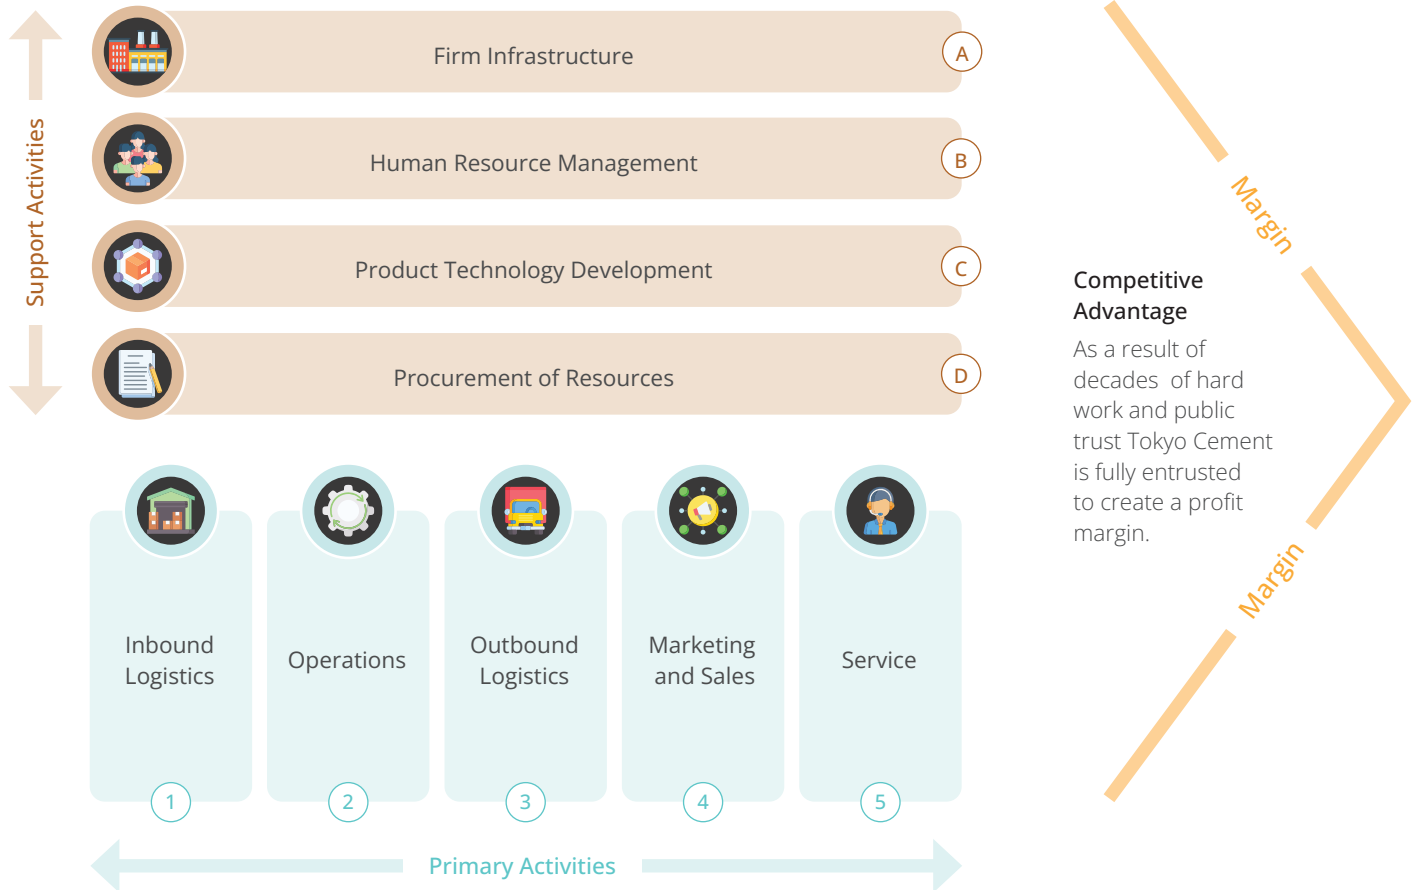 Support Activities
Firm Infrastructure
A
Human Resource Management
B
Product Technology Development
C
Procurement of Resources
D
Inbound
Logistics
1
Operations
2
Outbound
Logistics
3
Marketing
and Sales
4
Service
5
Primary Activities
Margin
Competitive
Advantage
As a result of
decades of hard
work and public
trust Tokyo Cement
is fully entrusted
to create a profit
margin.
Margin